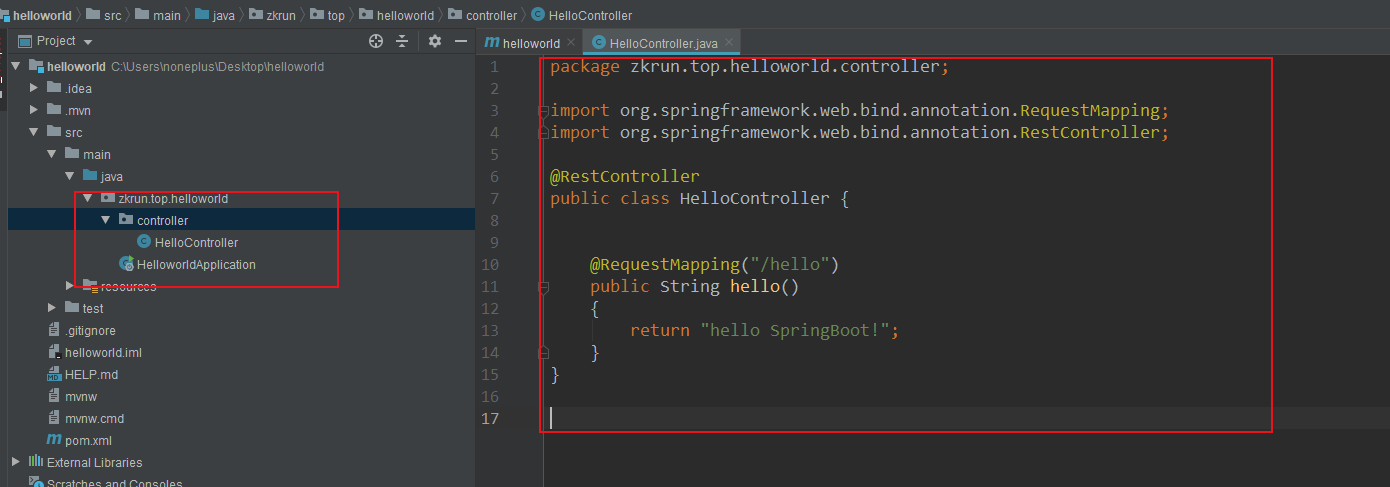 helloworld src main java zkrun top helloworld controller HelloController
Project
helloworld C:\Users\noneplus\Desktop\helloworld
.idea
.mvn
src
main
java
zkrun.top.helloworld
controller
HelloController
HelloworldApplication
resources
test
.gitignore
helloworld.iml
HELP.md
mvnw
mvnw.cmd
pom.xml
External Libraries
Scratches and Consoles
helloworld HelloController.java
1 package zkrun.top.helloworld.controller;
2
3 import org.springframework.web.bind.annotation.RequestMapping;
4 import org.springframework.web.bind.annotation.RestController;
5
6 @RestController
7 public class HelloController {
8
9
10     @RequestMapping("/hello")
11     public String hello()
12     {
13         return "hello SpringBoot!";
14     }
15 }
16
17